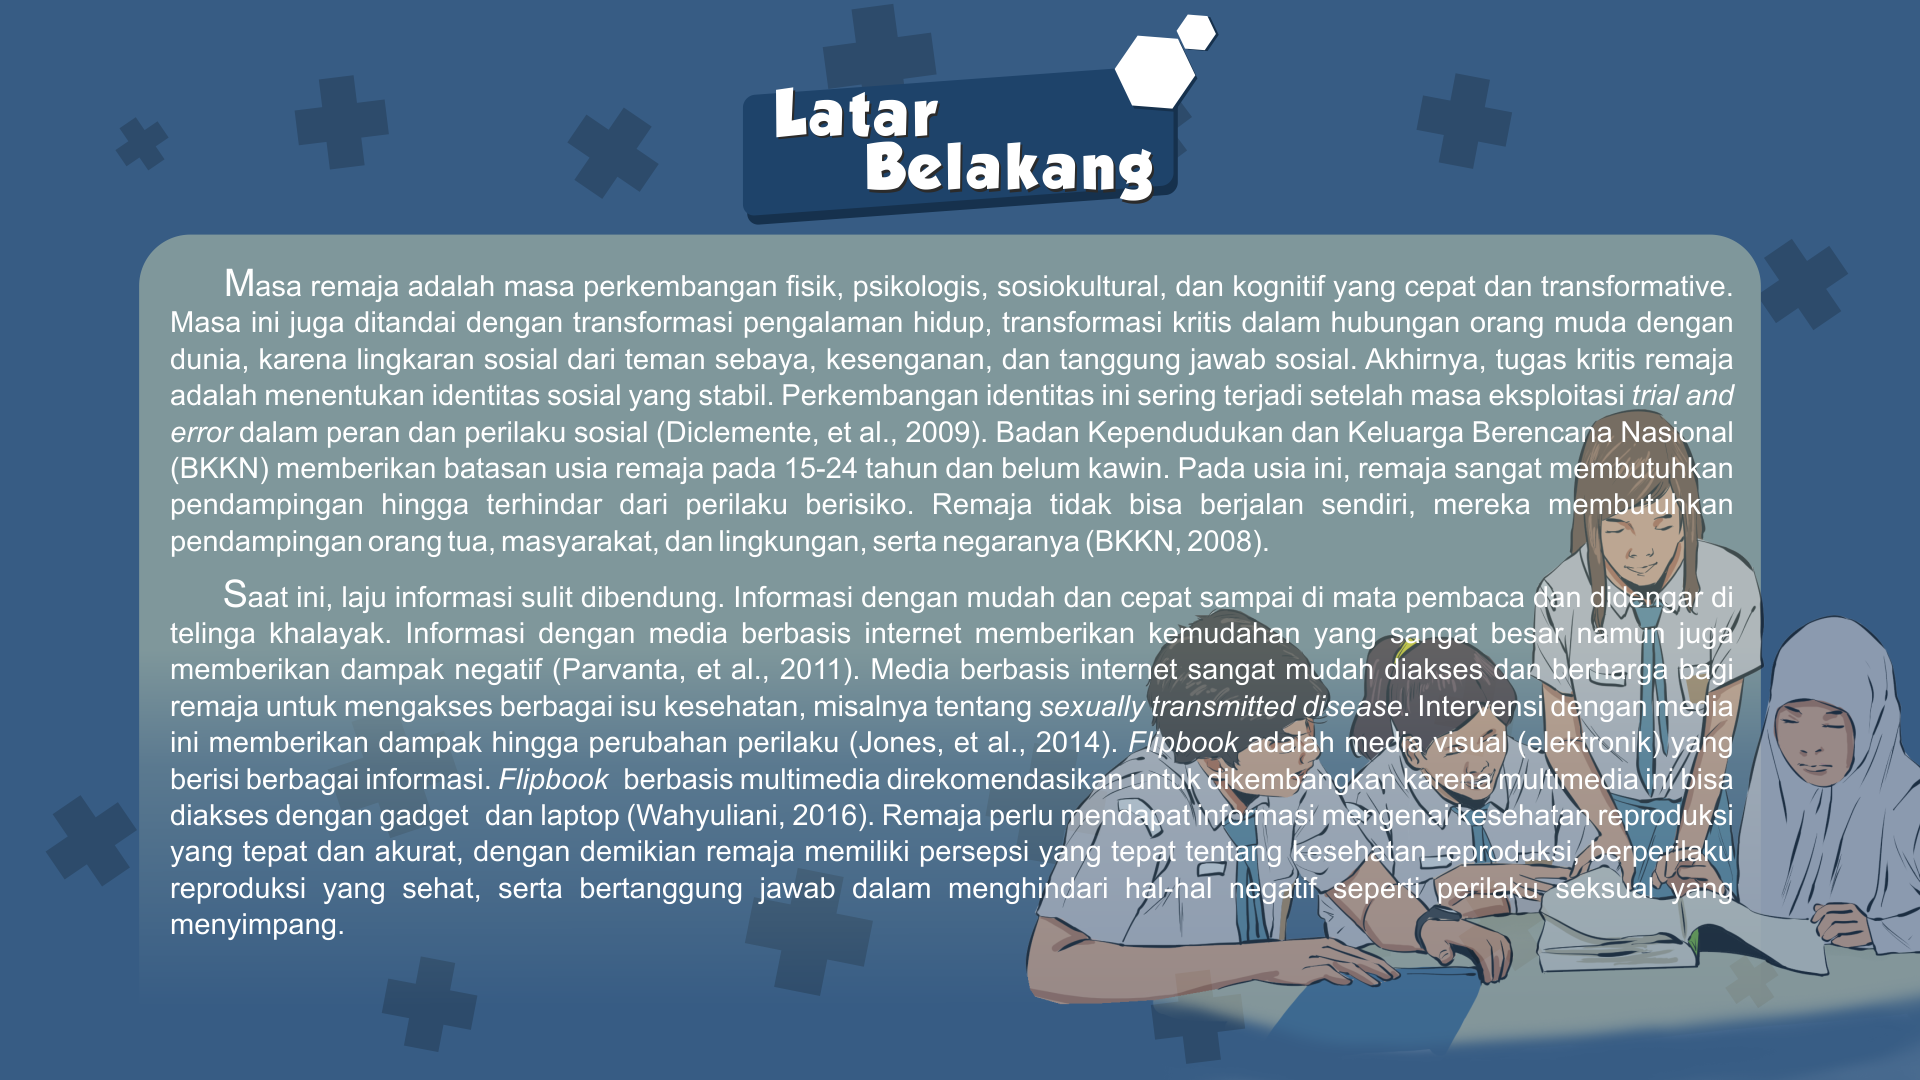 Latar
Belakang
Masa remaja adalah masa perkembangan fisik, psikologis, sosiokultural, dan kognitif yang cepat dan transformative.
Masa ini juga ditandai dengan transformasi pengalaman hidup, transformasi kritis dalam hubungan orang muda dengan
dunia, karena lingkaran sosial dari teman sebaya, kesenganan, dan tanggung jawab sosial. Akhirnya, tugas kritis remaja
adalah menentukan identitas sosial yang stabil. Perkembangan identitas ini sering terjadi setelah masa eksploitasi trial and
error dalam peran dan perilaku sosial (Diclemente, et al., 2009). Badan Kependudukan dan Keluarga Berencana Nasional
(BKKN) memberikan batasan usia remaja pada 15-24 tahun dan belum kawin. Pada usia ini, remaja sangat membutuhkan
pendampingan hingga terhindar dari perilaku berisiko. Remaja tidak bisa berjalan sendiri, mereka membutuhkan
pendampingan orang tua, masyarakat, dan lingkungan, serta negaranya (BKKN, 2008).
Saat ini, laju informasi sulit dibendung. Informasi dengan mudah dan cepat sampai di mata pembaca dan didengar di
telinga khalayak. Informasi dengan media berbasis internet memberikan kemudahan yang sangat besar namun juga
memberikan dampak negatif (Parvanta, et al., 2011). Media berbasis internet sangat mudah diakses dan berharga bagi
remaja untuk mengakses berbagai isu kesehatan, misalnya tentang sexually transmitted disease. Intervensi dengan media
ini memberikan dampak hingga perubahan perilaku (Jones, et al., 2014). Flipbook adalah media visual (elektronik) yang
berisi berbagai informasi. Flipbook berbasis multimedia direkomendasikan untuk dikembangkan karena multimedia ini bisa
diakses dengan gadget dan laptop (Wahyuliani, 2016). Remaja perlu mendapat informasi mengenai kesehatan reproduksi
yang tepat dan akurat, dengan demikian remaja memiliki persepsi yang tepat tentang kesehatan reproduksi, berperilaku
reproduksi yang sehat, serta bertanggung jawab dalam menghindari hal-hal negatif seperti perilaku seksual yang
menyimpang.